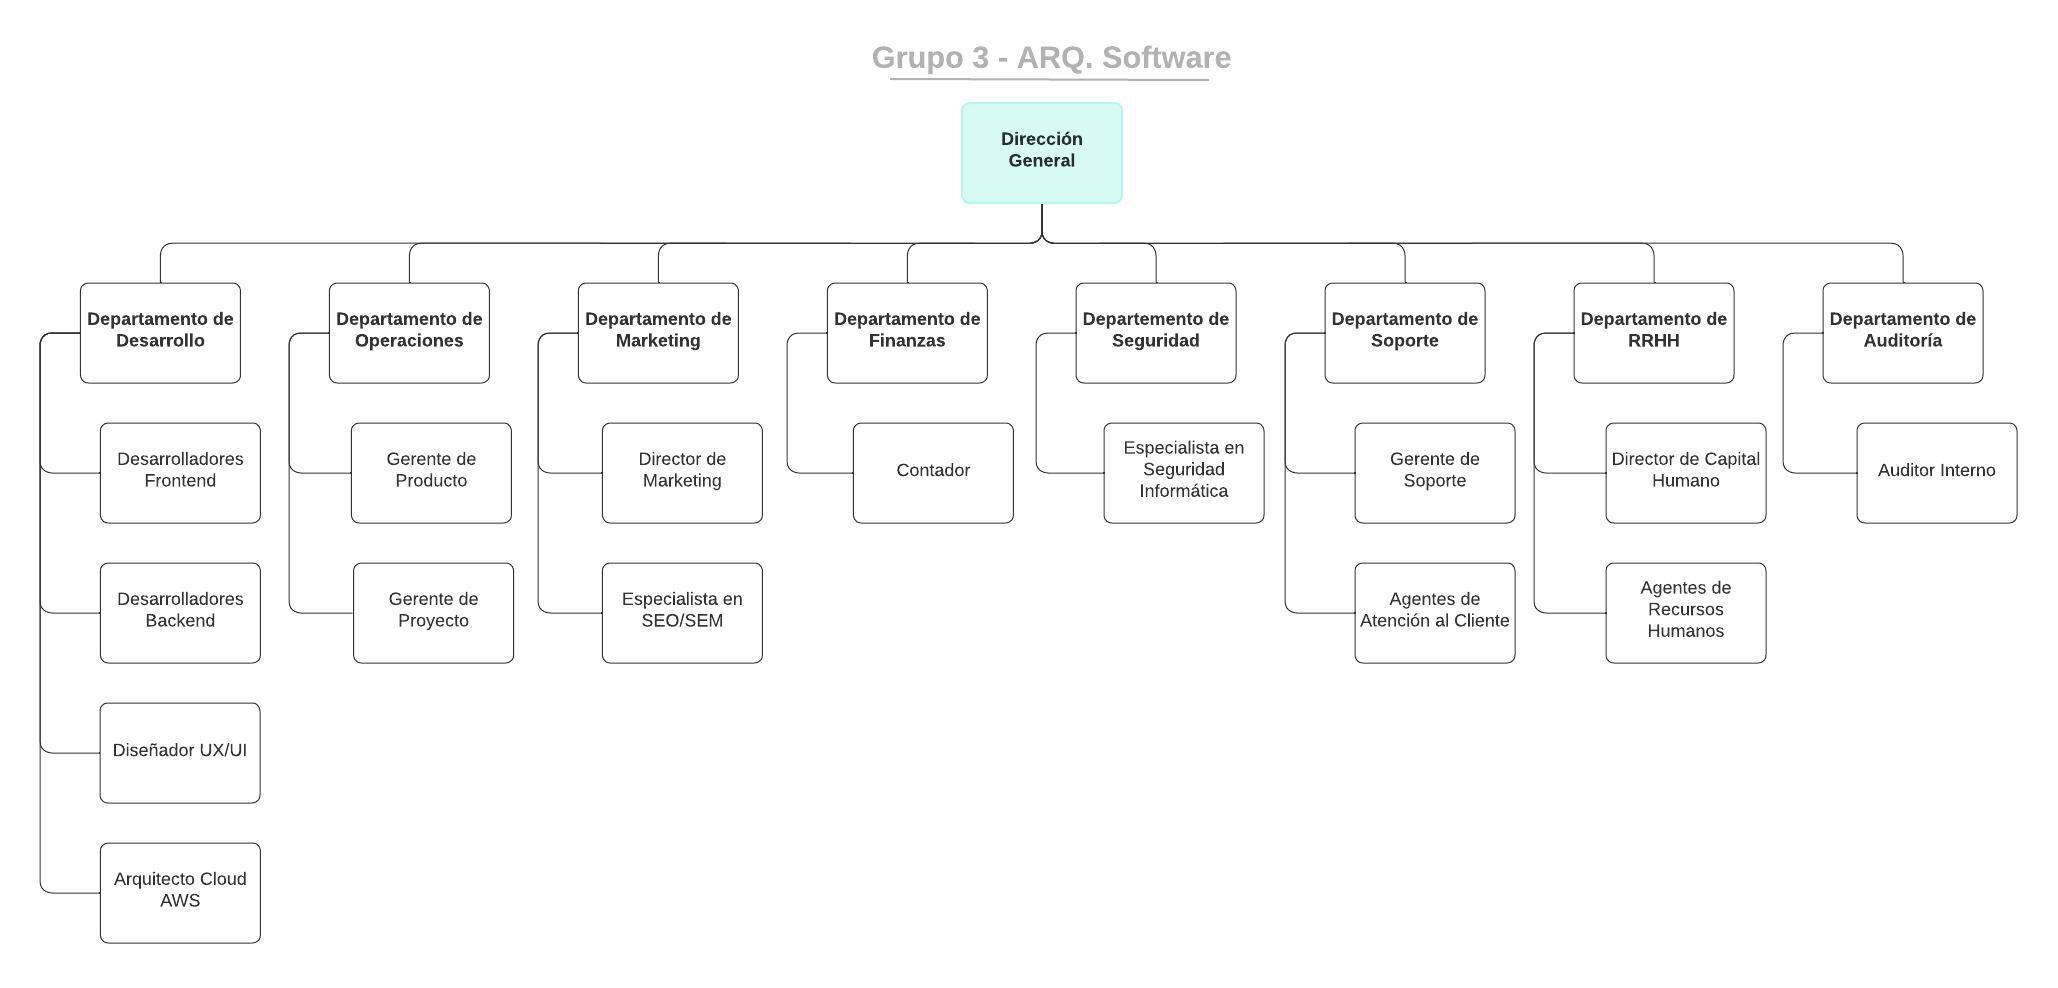 Grupo 3 - ARQ. Software
Dirección
General
Departamento de
Desarrollo
Desarrolladores
Frontend
Desarrolladores
Backend
Diseñador UX/UI
Arquitecto Cloud
AWS
Departamento de
Operaciones
Gerente de
Producto
Gerente de
Proyecto
Departamento de
Marketing
Director de
Marketing
Especialista en
SEO/SEM
Departamento de
Finanzas
Contador
Departemento de
Seguridad
Especialista en
Seguridad
Informática
Departamento de
Soporte
Gerente de
Soporte
Agentes de
Atención al Cliente
Departamento de
RRHH
Director de Capital
Humano
Agentes de
Recursos
Humanos
Departamento de
Auditoría
Auditor Interno